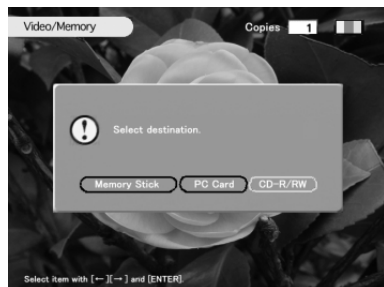 Video/Memory
Copies 1
Select destination.
Memory Stick PC Card CD-R/RW
Select item with [← ][→ ] and [ENTER].